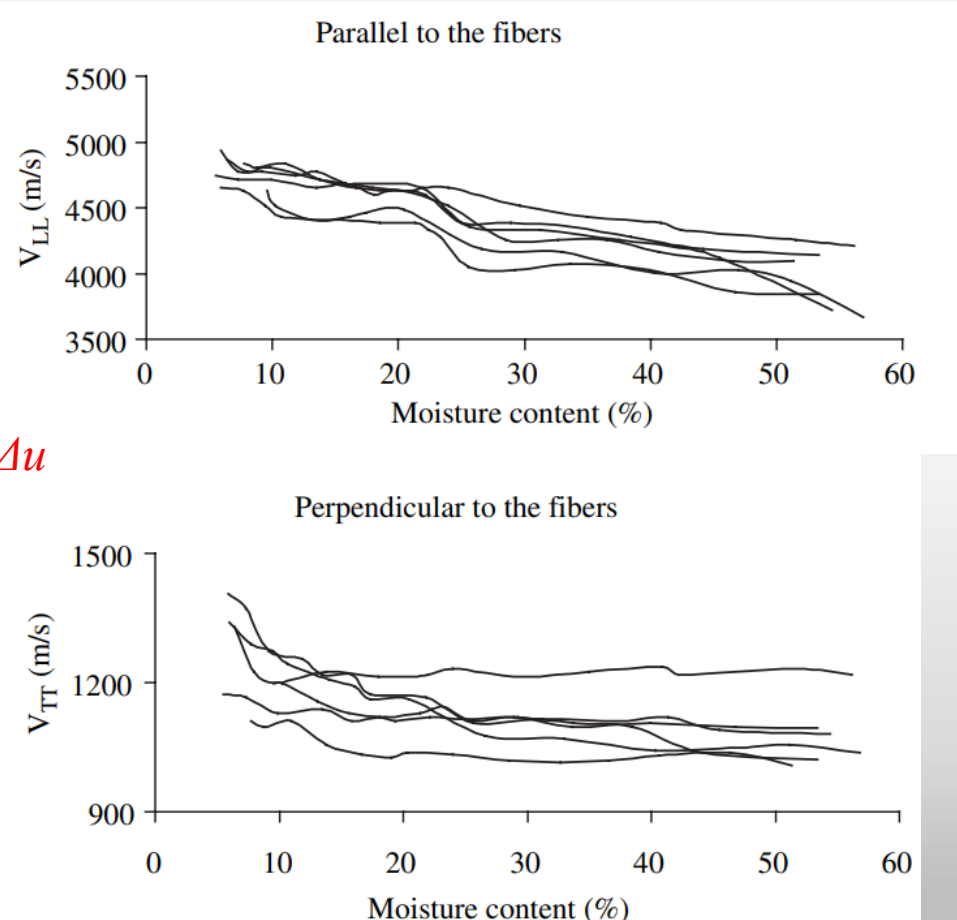 Parallel to the fibers
5500
5000
4500
4000
3500
V_LL (m/s)
0 10 20 30 40 50 60
Moisture content (%)
Δu
Perpendicular to the fibers
1500
1200
900
V_TT (m/s)
0 10 20 30 40 50 60
Moisture content (%)